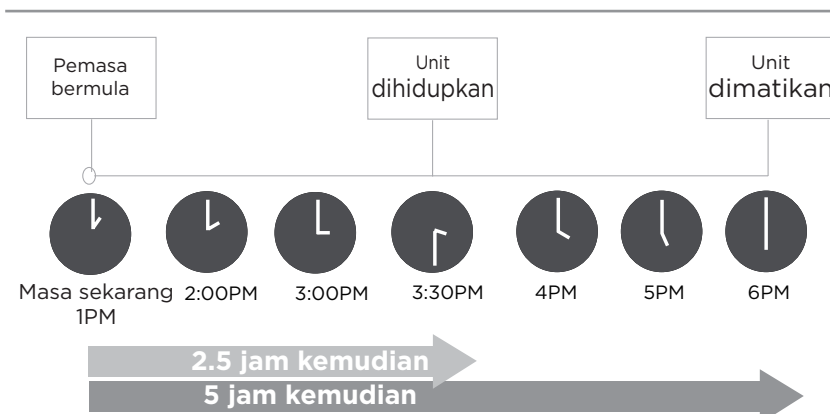 Pemasa
bermula
Unit
dihidupkan
Unit
dimatikan
Masa sekarang
1PM
2:00PM
3:00PM
3:30PM
4PM
5PM
6PM
2.5 jam kemudian
5 jam kemudian